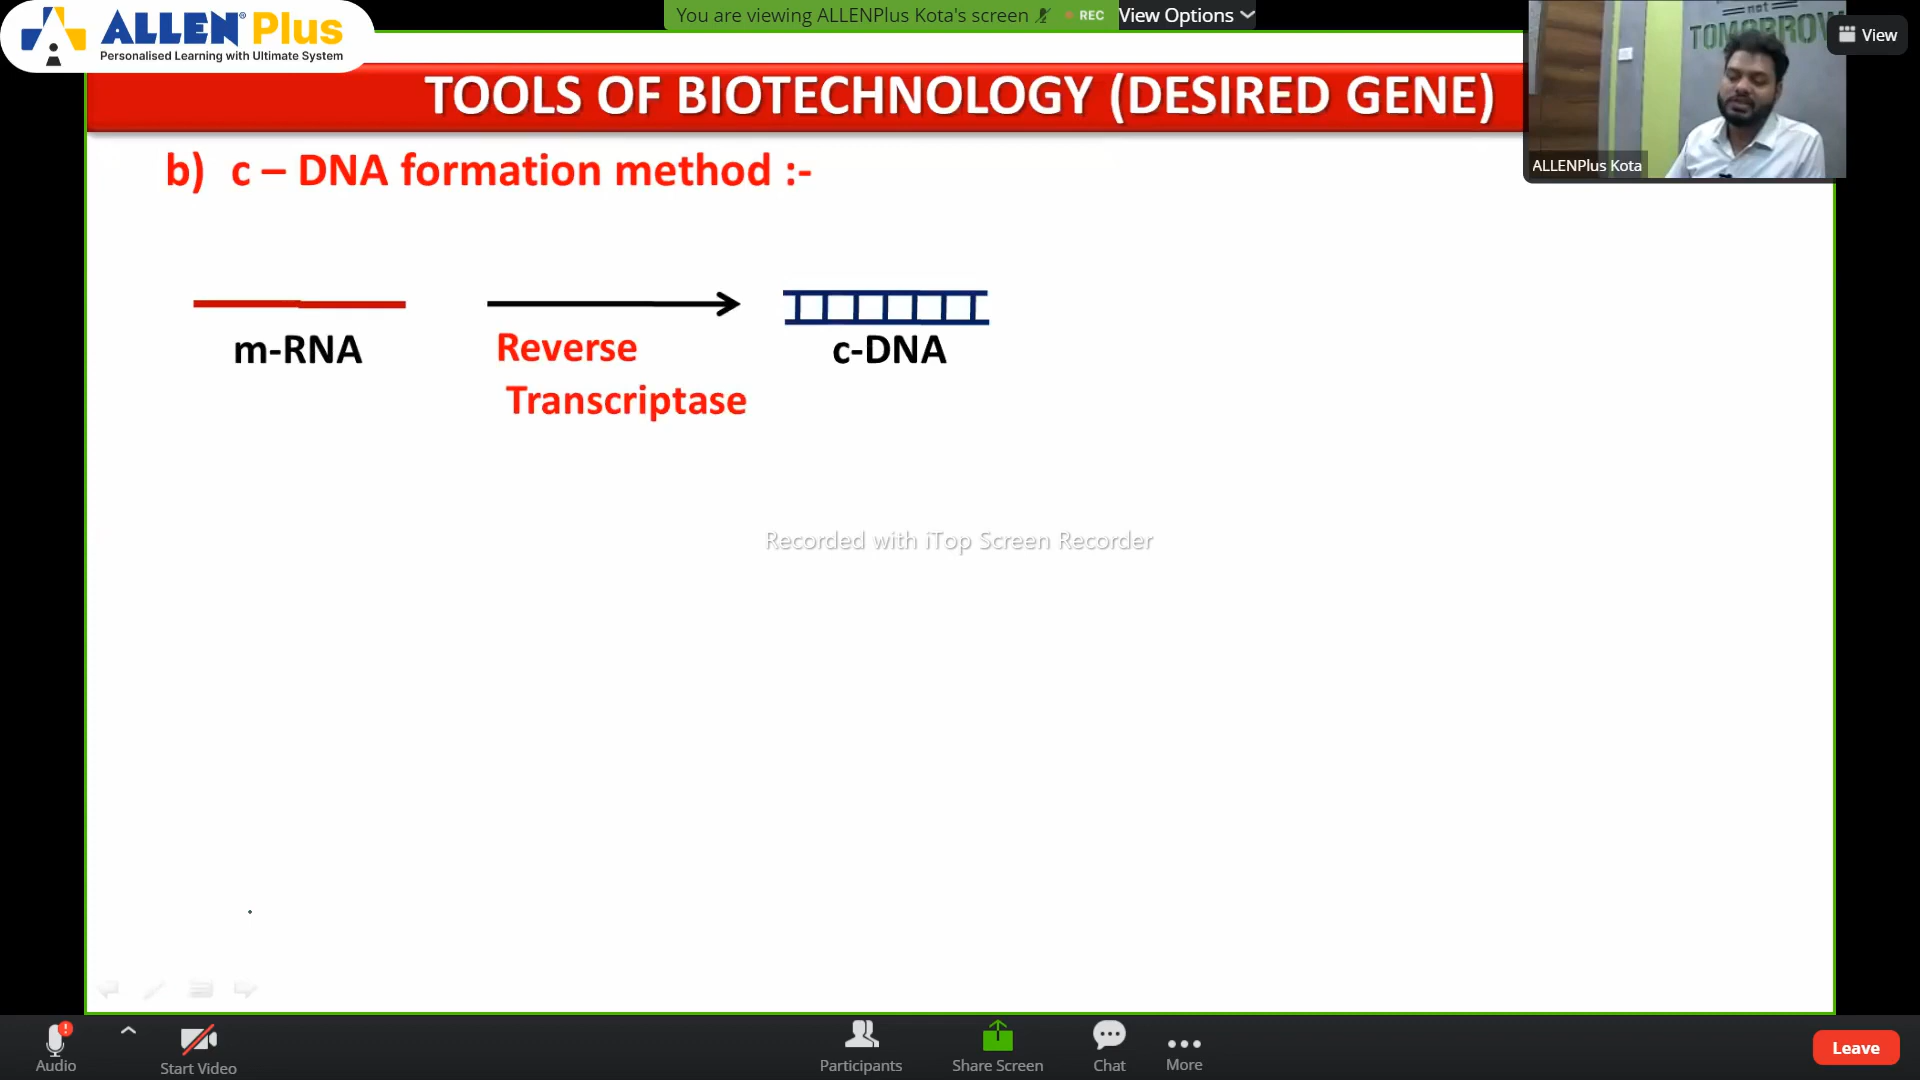 ALLEN® Plus
Personalised Learning with Ultimate System
You are viewing ALLENPlus Kota's screen
REC
View Options
not
TOMORROW
View
ALLENPlus Kota
TOOLS OF BIOTECHNOLOGY (DESIRED GENE)
b) c – DNA formation method :-
m-RNA
Reverse
Transcriptase
c-DNA
Recorded with iTop Screen Recorder
Audio
Start Video
Participants
Share Screen
Chat
More
Leave